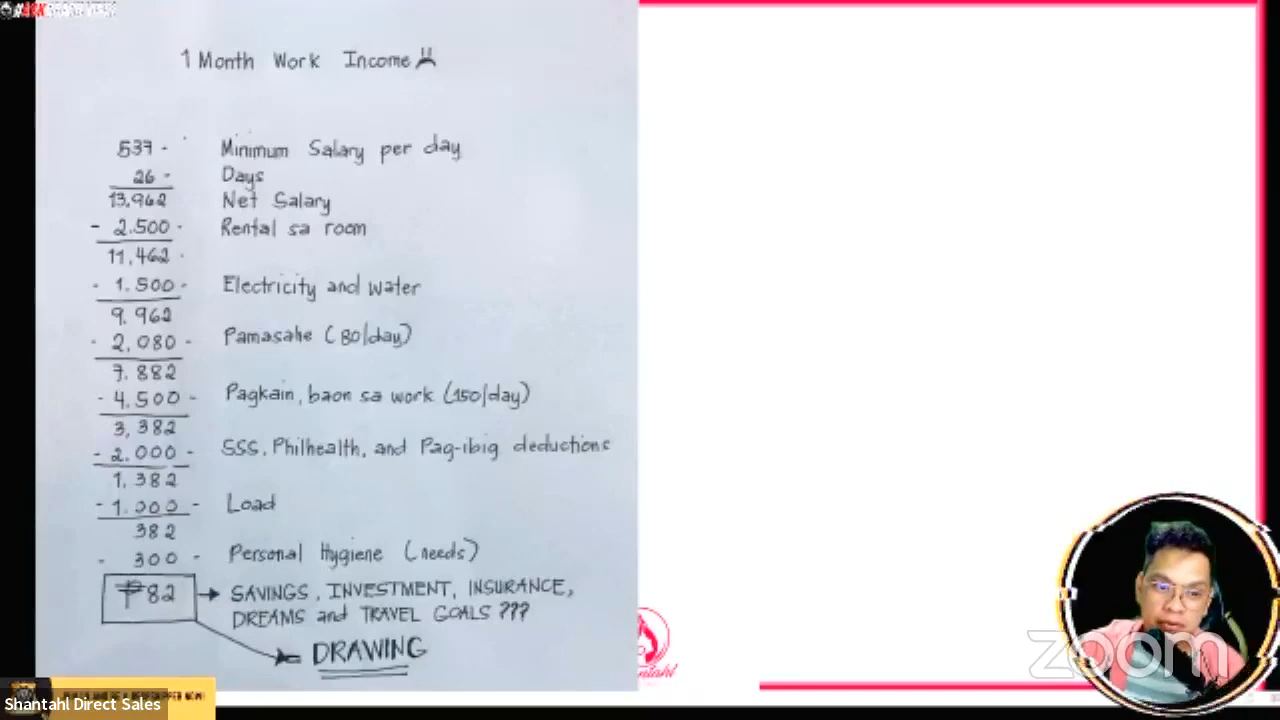 1 Month Work Income
537 - Minimum Salary per day
26 - Days
13,962 Net Salary
- 2.500 - Rental sa room
11,462 -
- 1.500 - Electricity and water
9,962
- 2,080 - Pamasahe (80/day)
7.882
- 4.500 - Pagkain, baon sa work (150/day)
3,382
- 2.000 - SSS, Philhealth, and Pag-ibig deductions
1,382
- 1.000 - Load
382
- 300 - Personal Hygiene (needs)
₱82 → SAVINGS, INVESTMENT, INSURANCE,
DREAMS and TRAVEL GOALS ???
DRAWING
zoom
Shantahl Direct Sales